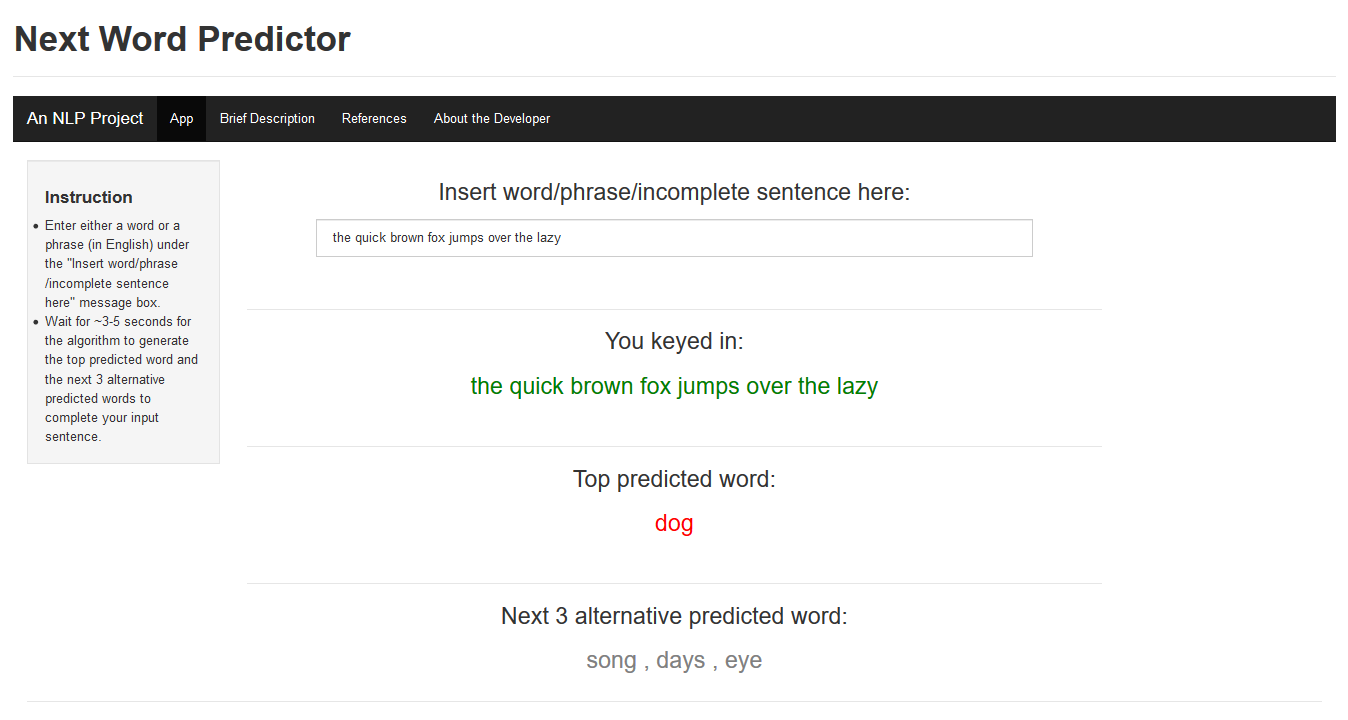 Next Word Predictor
An NLP Project App Brief Description References About the Developer
Instruction
• Enter either a word or a
phrase (in English) under
the "Insert word/phrase
/incomplete sentence
here" message box.
• Wait for ~3-5 seconds for
the algorithm to generate
the top predicted word and
the next 3 alternative
predicted words to
complete your input
sentence.
Insert word/phrase/incomplete sentence here:
the quick brown fox jumps over the lazy
You keyed in:
the quick brown fox jumps over the lazy
Top predicted word:
dog
Next 3 alternative predicted word:
song , days , eye